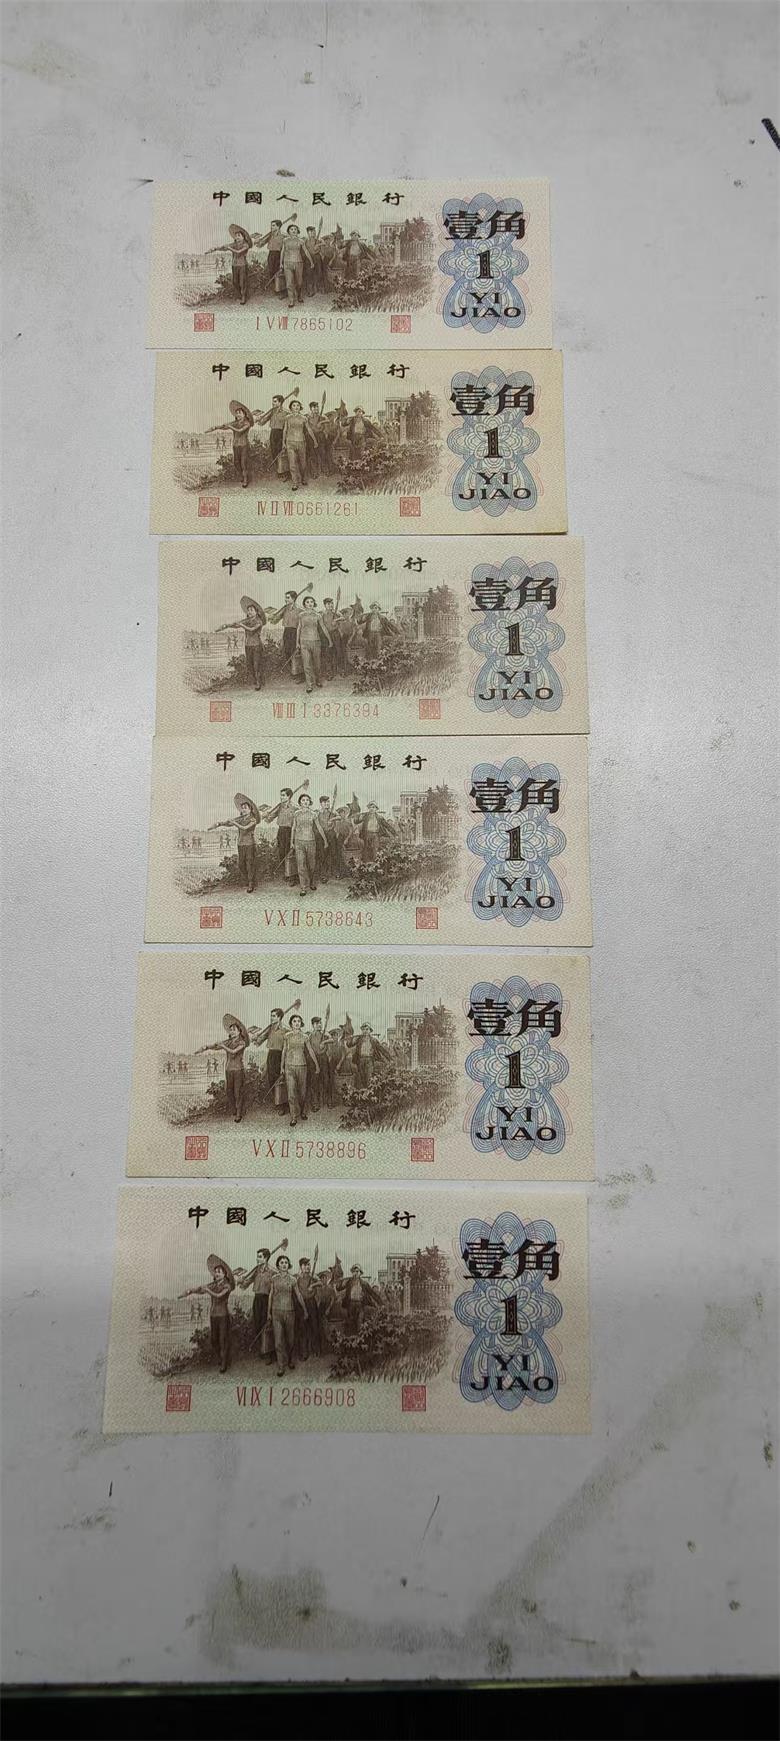 中國人民銀行
壹角
1
YI
JIAO
I V VIII 7865102
中國人民銀行
壹角
1
YI
JIAO
IV II VII 0661261
中國人民銀行
壹角
1
YI
JIAO
VIII III I 3376394
中國人民銀行
壹角
1
YI
JIAO
V X II 5738643
中國人民銀行
壹角
1
YI
JIAO
V X II 5738896
中國人民銀行
壹角
1
YI
JIAO
VI IX I 2666908